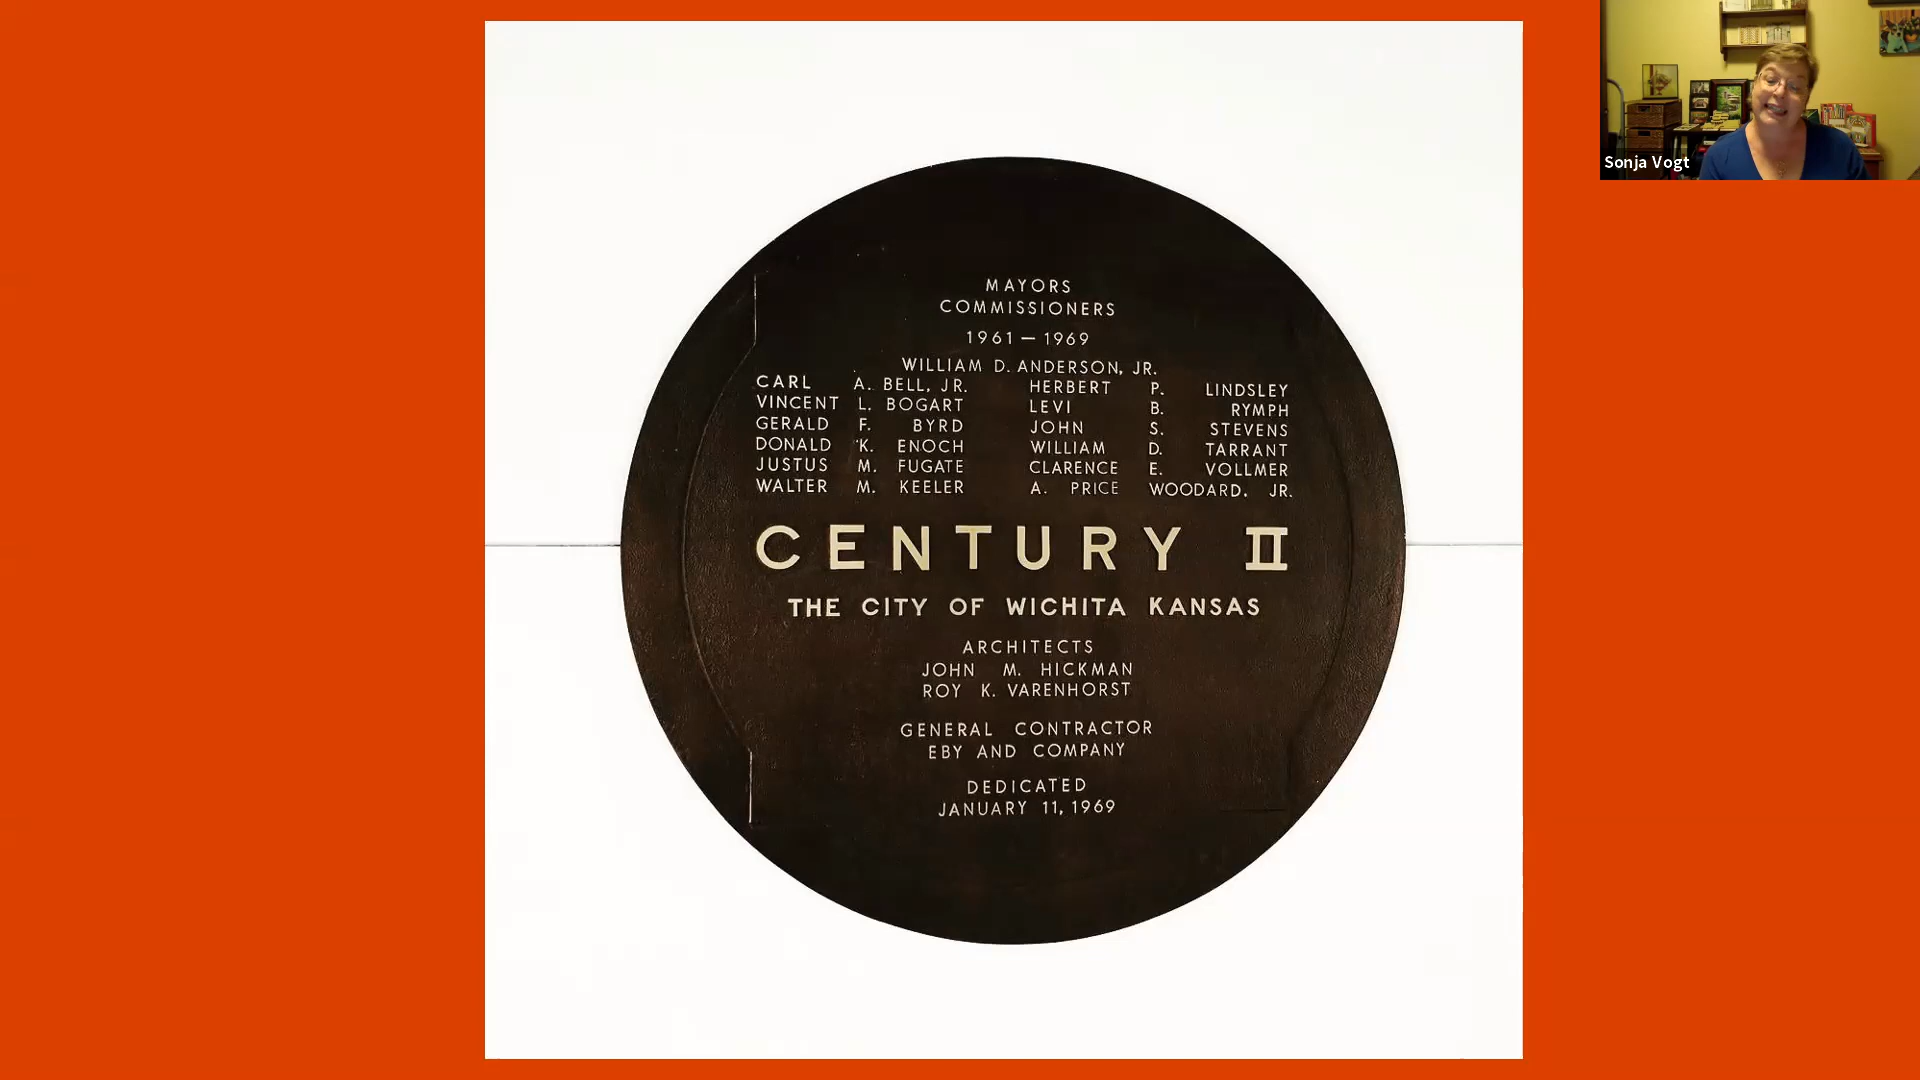 MAYORS
COMMISSIONERS
1961 — 1969
WILLIAM D. ANDERSON, JR.
CARL A. BELL, JR. HERBERT P. LINDSLEY
VINCENT L. BOGART LEVI B. RYMPH
GERALD F. BYRD JOHN S. STEVENS
DONALD K. ENOCH WILLIAM D. TARRANT
JUSTUS M. FUGATE CLARENCE E. VOLLMER
WALTER M. KEELER A. PRICE WOODARD. JR.
CENTURY II
THE CITY OF WICHITA KANSAS
ARCHITECTS
JOHN M. HICKMAN
ROY K. VARENHORST
GENERAL CONTRACTOR
EBY AND COMPANY
DEDICATED
JANUARY 11, 1969
Sonja Vogt